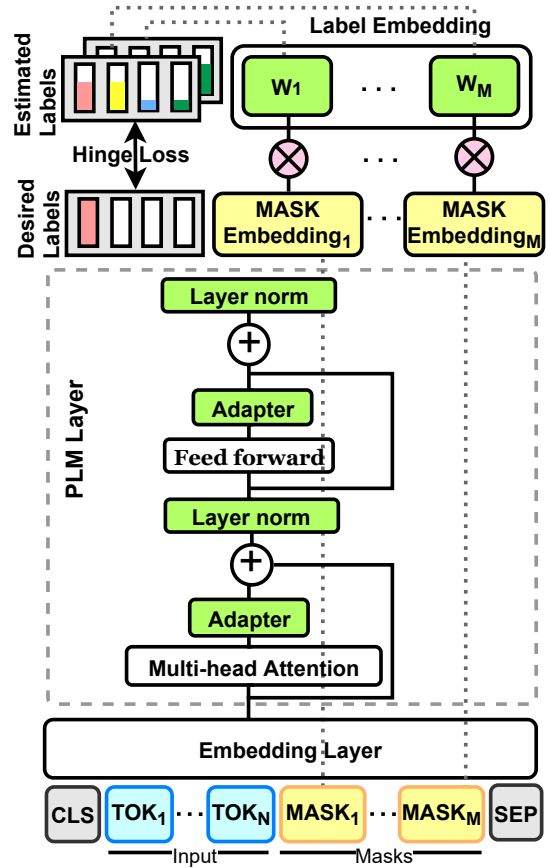 Label Embedding
Estimated
Labels
W1
. . .
WM
Hinge Loss
. . .
Desired
Labels
MASK
Embedding1
. . .
MASK
EmbeddingM
PLM Layer
Layer norm
+
Adapter
Feed forward
Layer norm
+
Adapter
Multi-head Attention
Embedding Layer
CLS
TOK1
. . .
TOKN
MASK1
. . .
MASKM
SEP
Input
Masks